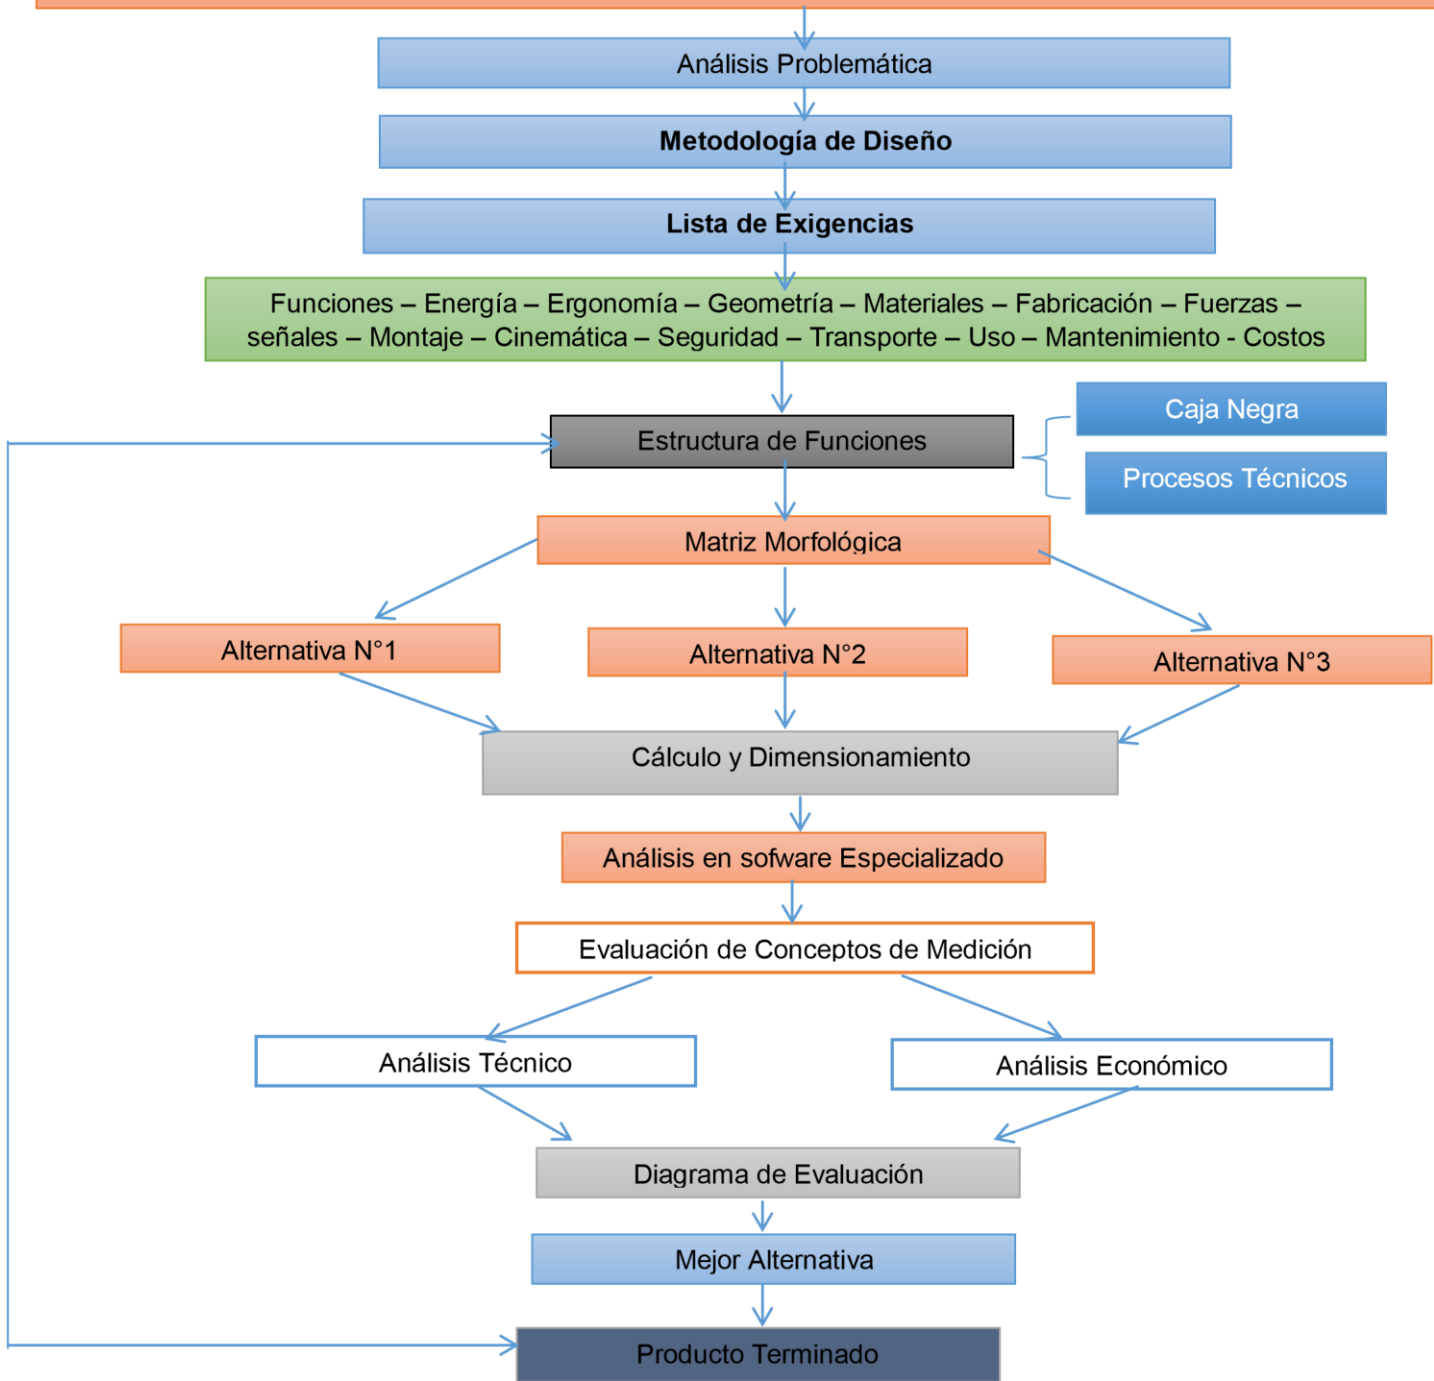 Análisis Problemática
Metodología de Diseño
Lista de Exigencias
Funciones – Energía – Ergonomía – Geometría – Materiales – Fabricación – Fuerzas –
señales – Montaje – Cinemática – Seguridad – Transporte – Uso – Mantenimiento - Costos
Caja Negra
Estructura de Funciones
Procesos Técnicos
Matriz Morfológica
Alternativa N°1
Alternativa N°2
Alternativa N°3
Cálculo y Dimensionamiento
Análisis en sofware Especializado
Evaluación de Conceptos de Medición
Análisis Técnico
Análisis Económico
Diagrama de Evaluación
Mejor Alternativa
Producto Terminado